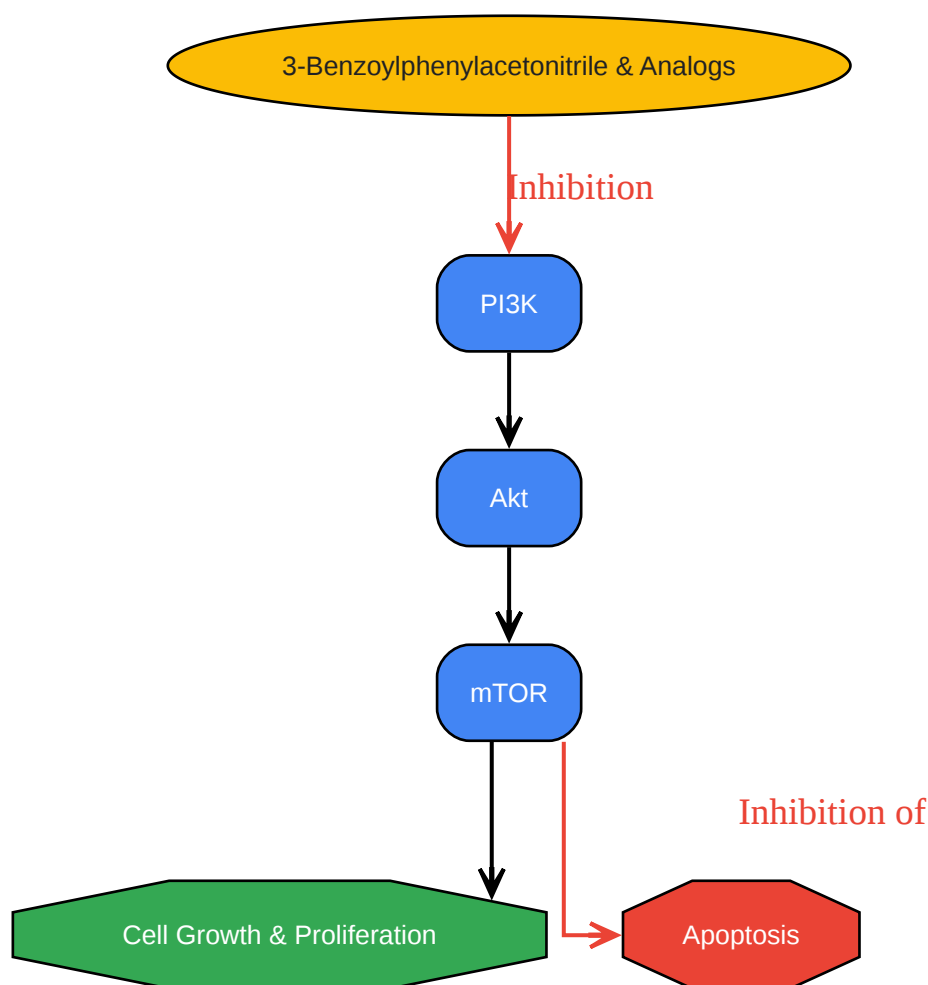 3-Benzoylphenylacetonitrile & Analogs
Inhibition
PI3K
Akt
mTOR
Inhibition of
Cell Growth & Proliferation
Apoptosis